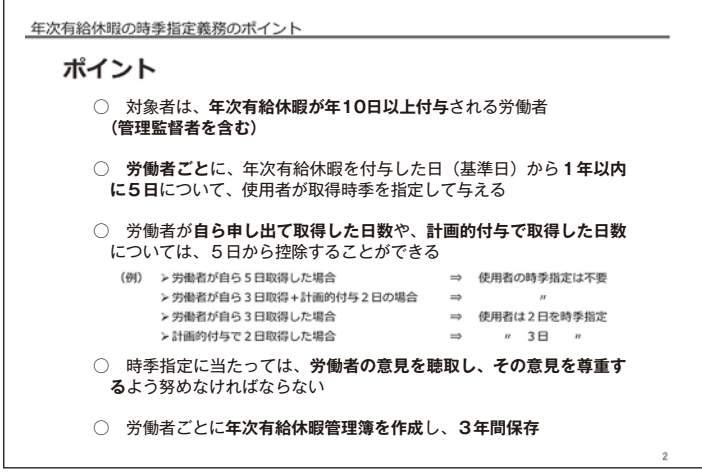 年次有給休暇の時季指定義務のポイント
ポイント
○ 対象者は、年次有給休暇が年10日以上付与される労働者
(管理監督者を含む)
○ 労働者ごとに、年次有給休暇を付与した日（基準日）から１年以内
に５日について、使用者が取得時季を指定して与える
○ 労働者が自ら申し出て取得した日数や、計画的付与で取得した日数
については、５日から控除することができる
(例) ➢労働者が自ら５日取得した場合 ⇒ 使用者の時季指定は不要
➢労働者が自ら３日取得+計画的付与２日の場合 ⇒ 〃
➢労働者が自ら３日取得した場合 ⇒ 使用者は２日を時季指定
➢計画的付与で２日取得した場合 ⇒ 〃 ３日 〃
○ 時季指定に当たっては、労働者の意見を聴取し、その意見を尊重す
るよう努めなければならない
○ 労働者ごとに年次有給休暇管理簿を作成し、３年間保存
2